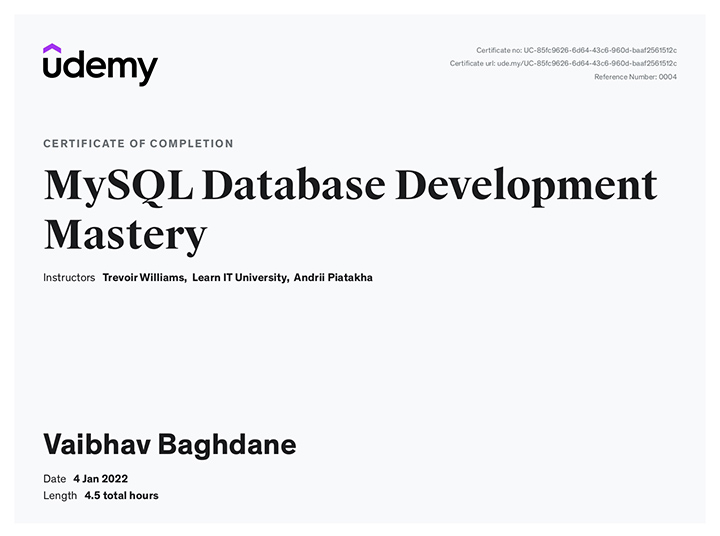 udemy
Certificate no: UC-85fc9626-6d64-43c6-960d-baaf2561512c
Certificate url: ude.my/UC-85fc9626-6d64-43c6-960d-baaf2561512c
Reference Number: 0004
CERTIFICATE OF COMPLETION
MySQL Database Development
Mastery
Instructors Trevoir Williams, Learn IT University, Andrii Piatakha
Vaibhav Baghdane
Date 4 Jan 2022
Length 4.5 total hours